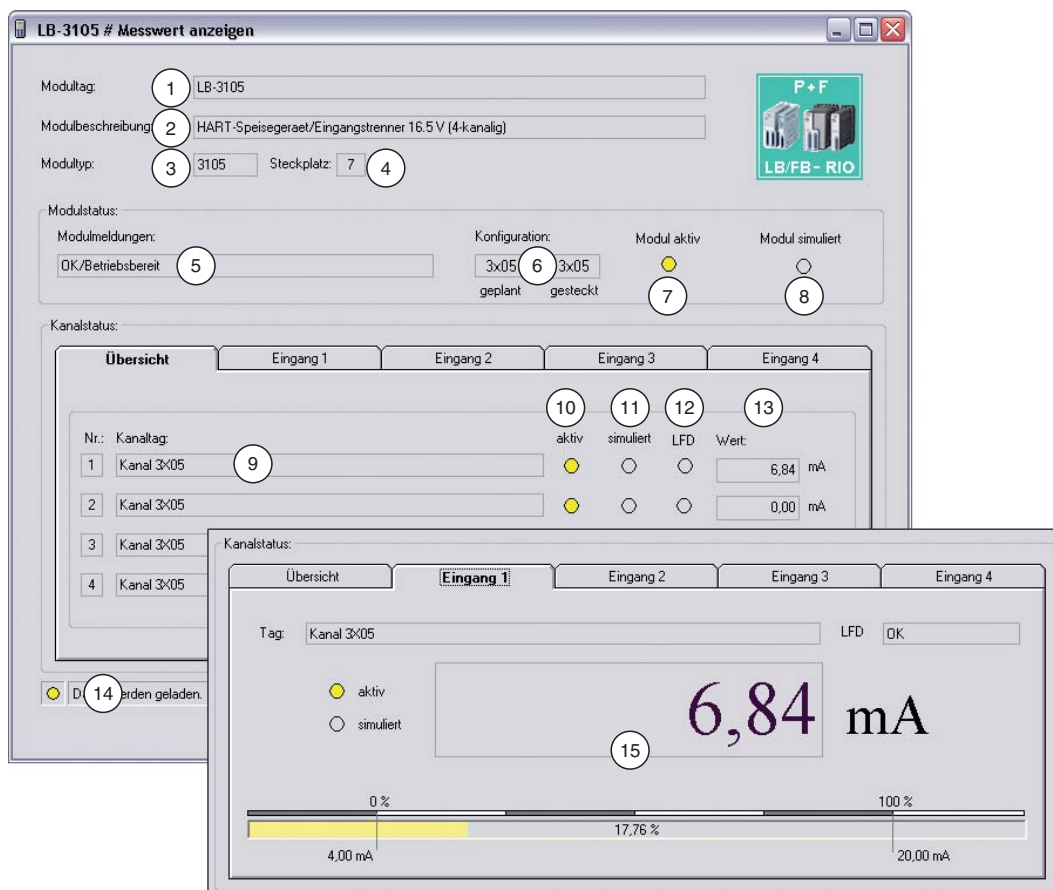 LB-3105 # Messwert anzeigen
Modultag: 1 LB-3105
Modulbeschreibung: 2 HART-Speisegeraet/Eingangstrenner 16.5 V (4-kanalig)
Modultyp: 3 3105 Steckplatz: 7 4
P+F
LB/FB-RIO
Modulstatus:
Modulmeldungen: Konfiguration: Modul aktiv Modul simuliert
OK/Betriebsbereit 5 3x05 6 3x05
geplant gesteckt 7 8
Kanalstatus:
Übersicht Eingang 1 Eingang 2 Eingang 3 Eingang 4
10 11 12 13
Nr.: Kanaltag: aktiv simuliert LFD Wert:
1 Kanal 3X05 9 6,84 mA
2 Kanal 3X05 0,00 mA
3 Kanal 3X05
4 Kanal 3X05
14 werden geladen.
Kanalstatus:
Übersicht Eingang 1 Eingang 2 Eingang 3 Eingang 4
Tag: Kanal 3X05 LFD OK
aktiv
simuliert
6,84 mA
15
0 % 100 %
17,76 %
4,00 mA 20,00 mA